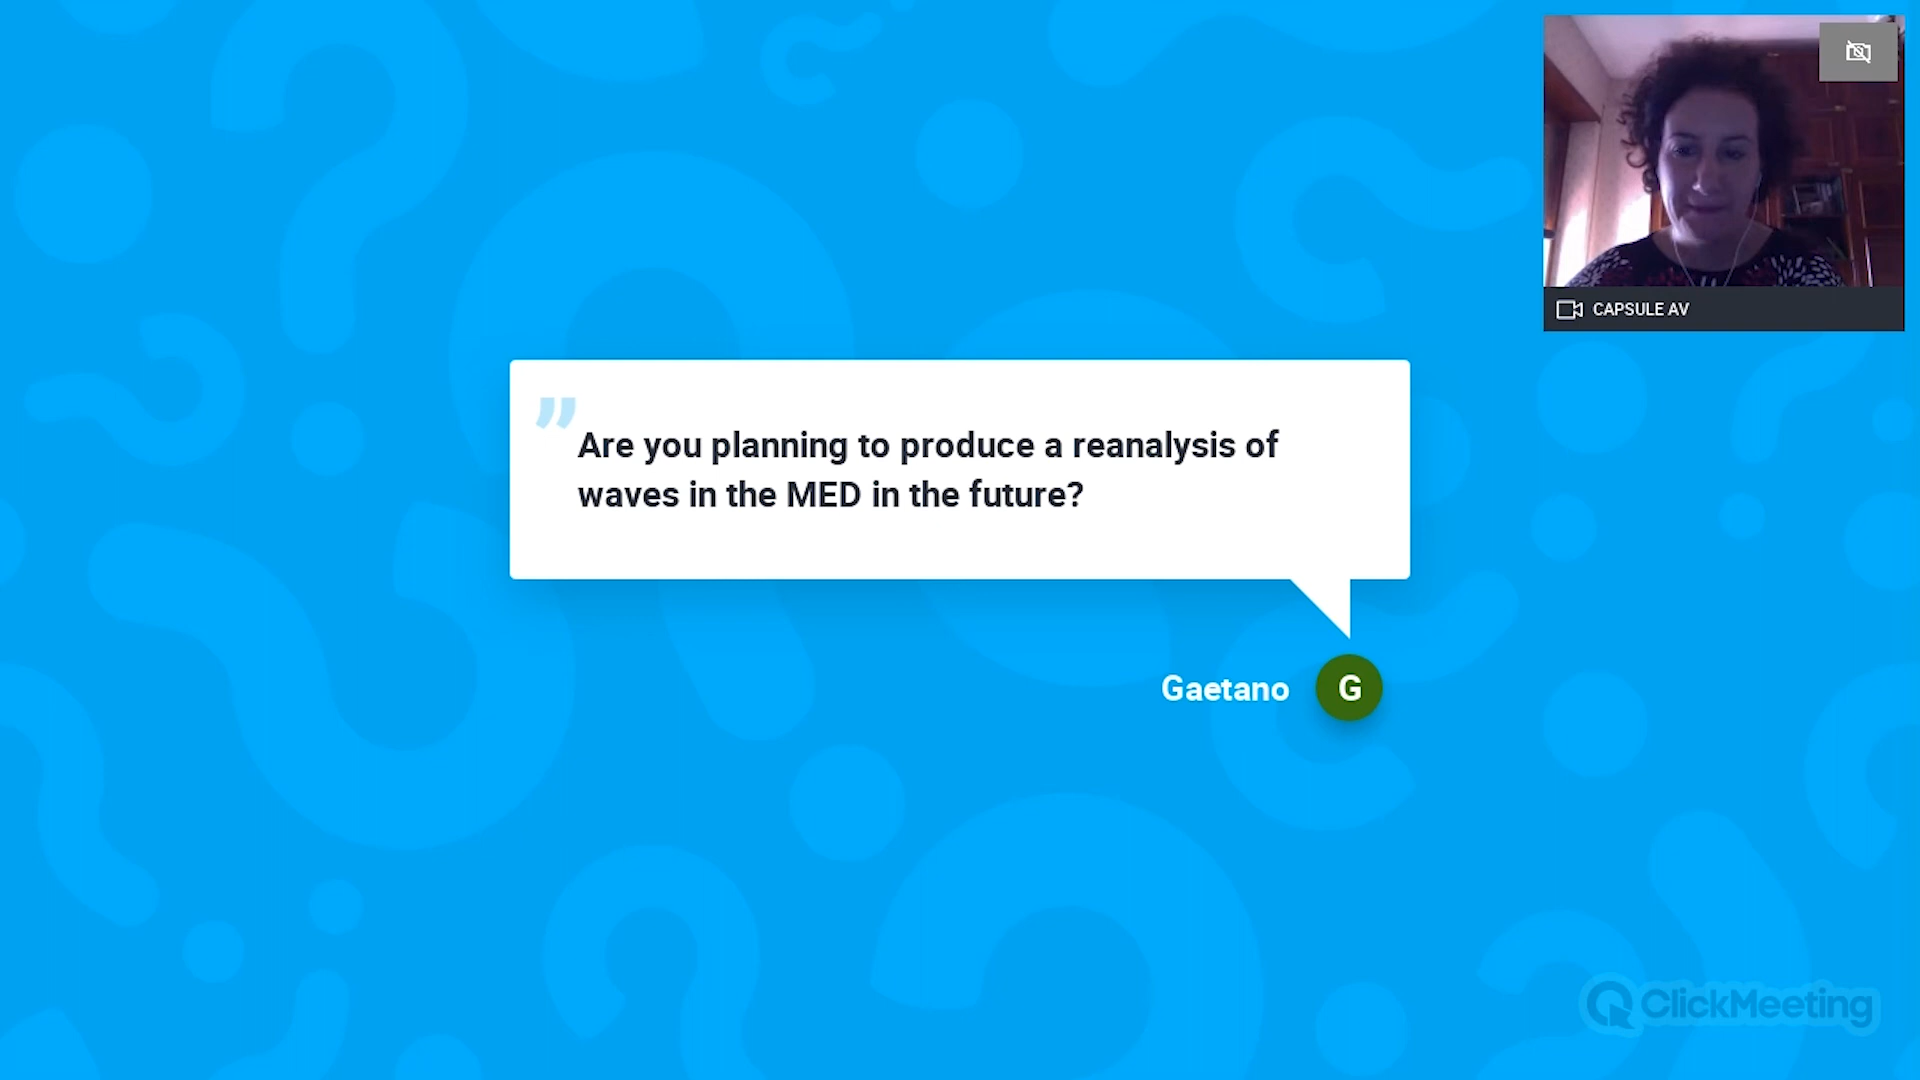 CAPSULE AV
” Are you planning to produce a reanalysis of
waves in the MED in the future?
Gaetano G
ClickMeeting